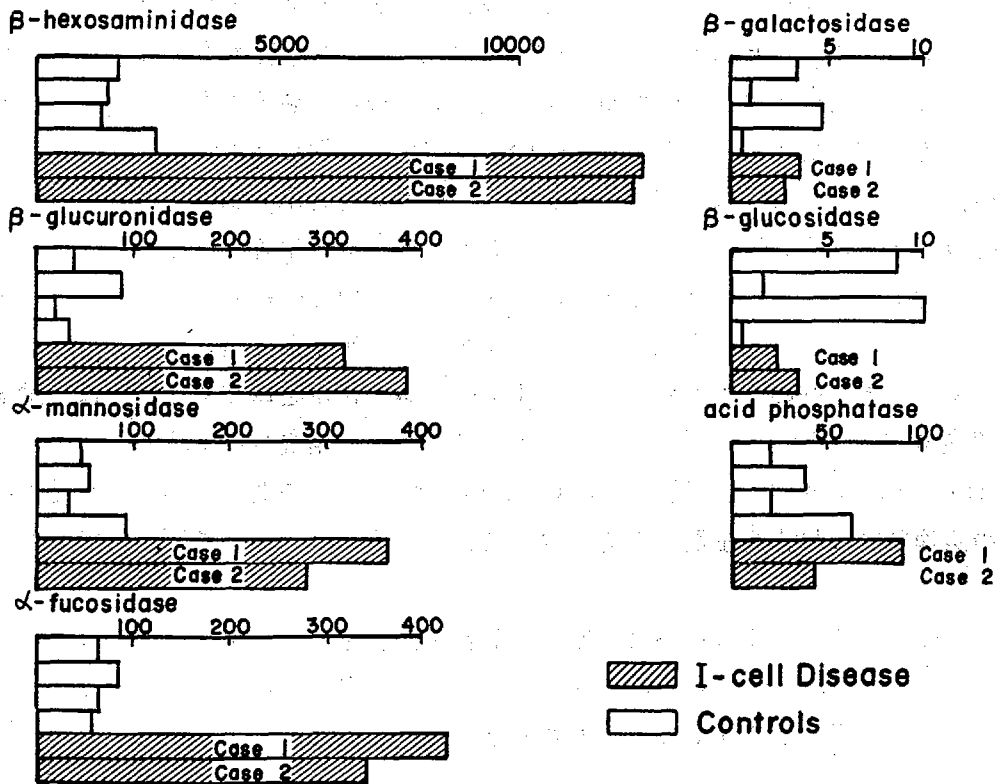 β-hexosaminidase
5000 10000
Case 1
Case 2
β-glucuronidase
100 200 300 400
Case 1
Case 2
α-mannosidase
100 200 300 400
Case 1
Case 2
α-fucosidase
100 200 300 400
Case 1
Case 2
β-galactosidase
5 10
Case 1
Case 2
β-glucosidase
5 10
Case 1
Case 2
acid phosphatase
50 100
Case 1
Case 2
I-cell Disease
Controls